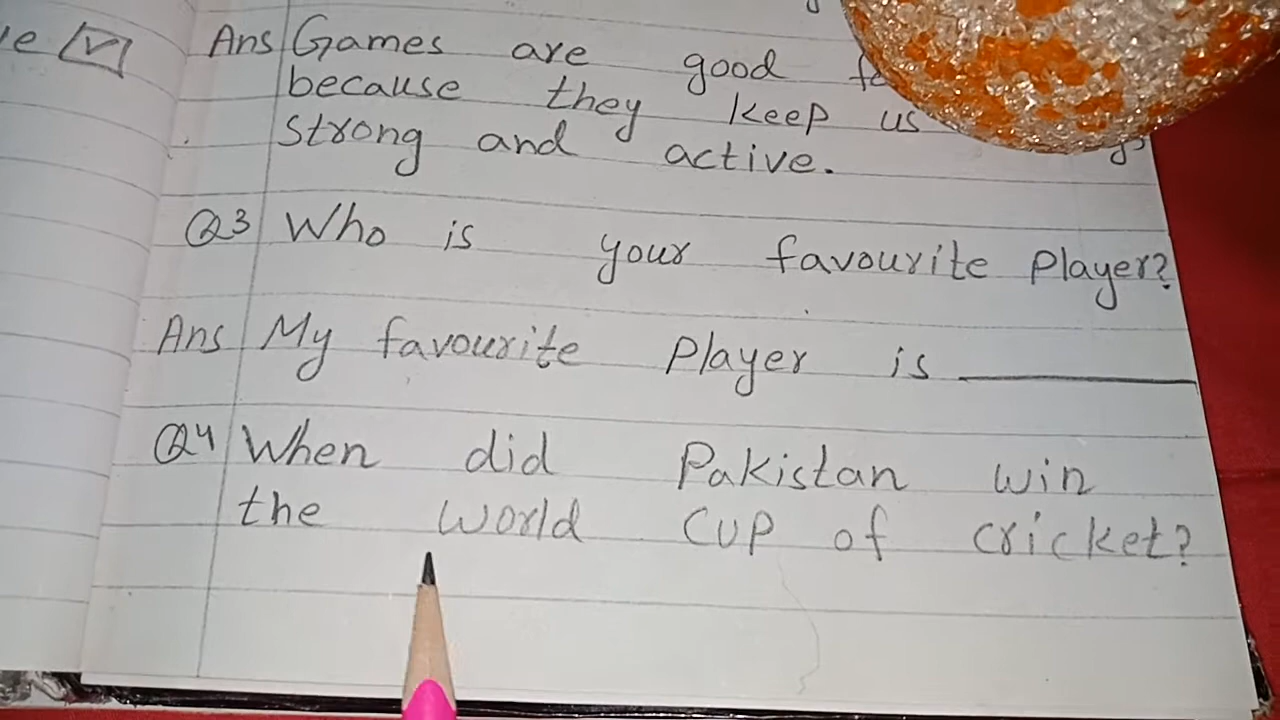 Ans Games are good
because they keep us
strong and active.
Q3 Who is your favourite player?
Ans My favourite player is
Q4 When did Pakistan win
the world cup of cricket?